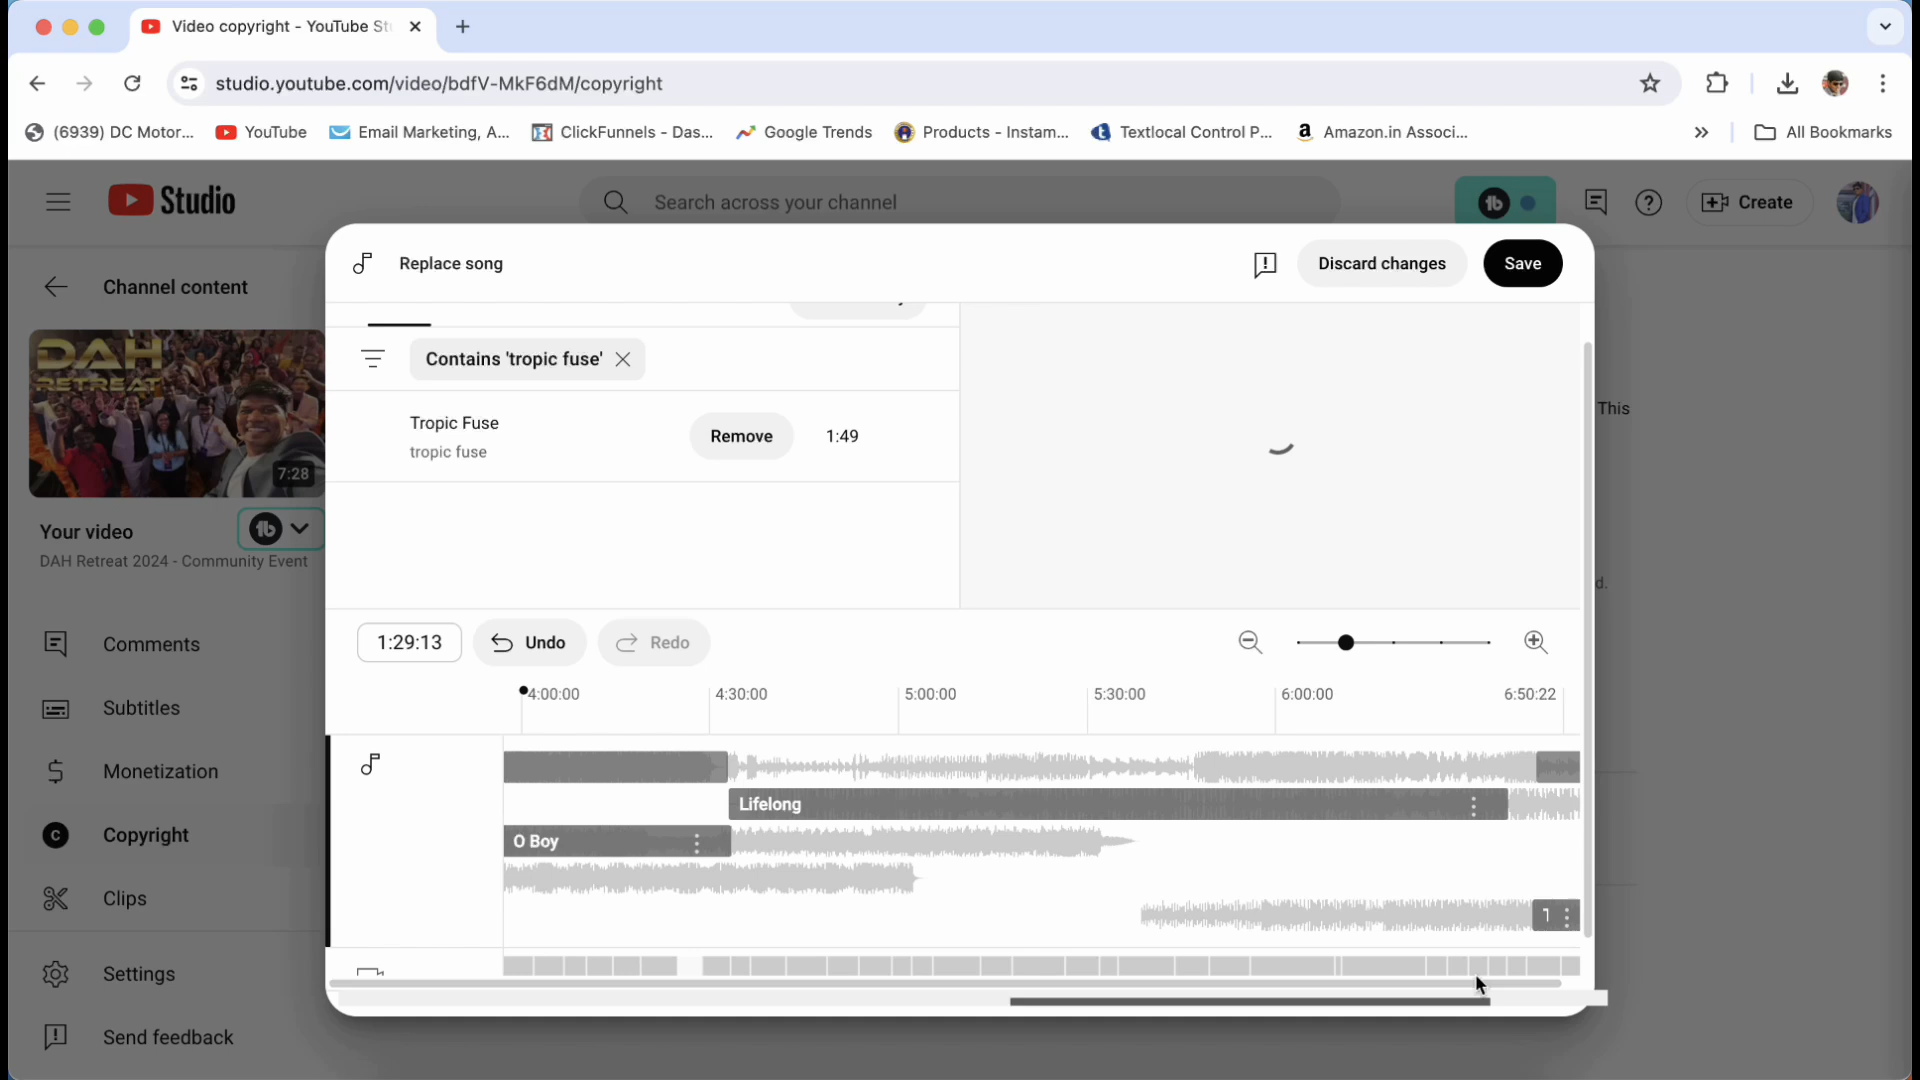 Video copyright - YouTube St
studio.youtube.com/video/bdfV-MkF6dM/copyright
(6939) DC Motor...
YouTube
Email Marketing, A...
ClickFunnels - Das...
Google Trends
Products - Instam...
Textlocal Control P...
Amazon.in Associ...
All Bookmarks
Studio
Search across your channel
Create
Replace song
Discard changes
Save
Channel content
DAH
RETREAT
7:28
Your video
DAH Retreat 2024 - Community Event
Comments
Subtitles
Monetization
Copyright
Clips
Settings
Send feedback
Contains 'tropic fuse'
Tropic Fuse
tropic fuse
Remove
1:49
This
d.
1:29:13
Undo
Redo
4:00:00
4:30:00
5:00:00
5:30:00
6:00:00
6:50:22
Lifelong
O Boy